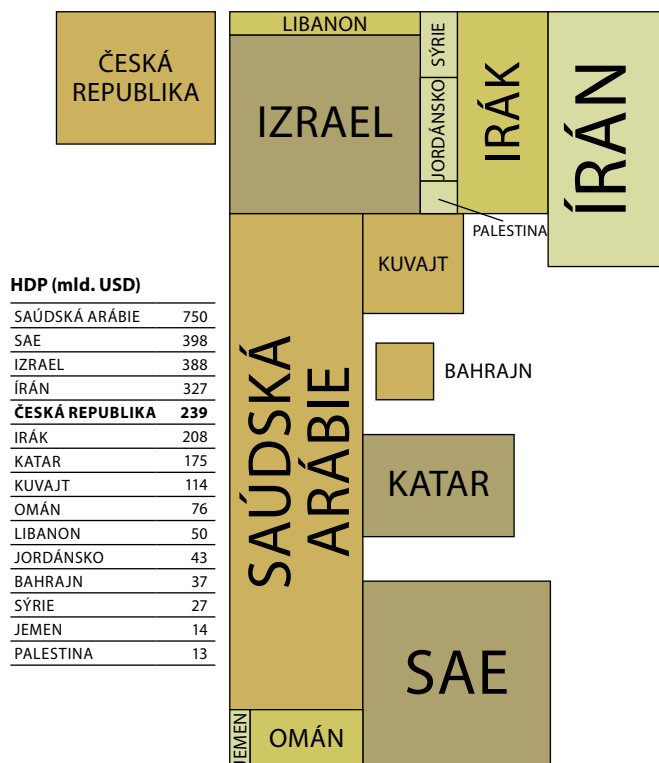 ČESKÁ
REPUBLIKA
LIBANON
IZRAEL
SÝRIE
JORDÁNSKO
IRÁK
ÍRÁN
PALESTINA
KUVAJT
SAÚDSKÁ
ARÁBIE
BAHRAJN
KATAR
SAE
JEMEN
OMÁN
HDP (mld. USD)
SAÚDSKÁ ARÁBIE 750
SAE 398
IZRAEL 388
ÍRÁN 327
ČESKÁ REPUBLIKA 239
IRÁK 208
KATAR 175
KUVAJT 114
OMÁN 76
LIBANON 50
JORDÁNSKO 43
BAHRAJN 37
SÝRIE 27
JEMEN 14
PALESTINA 13